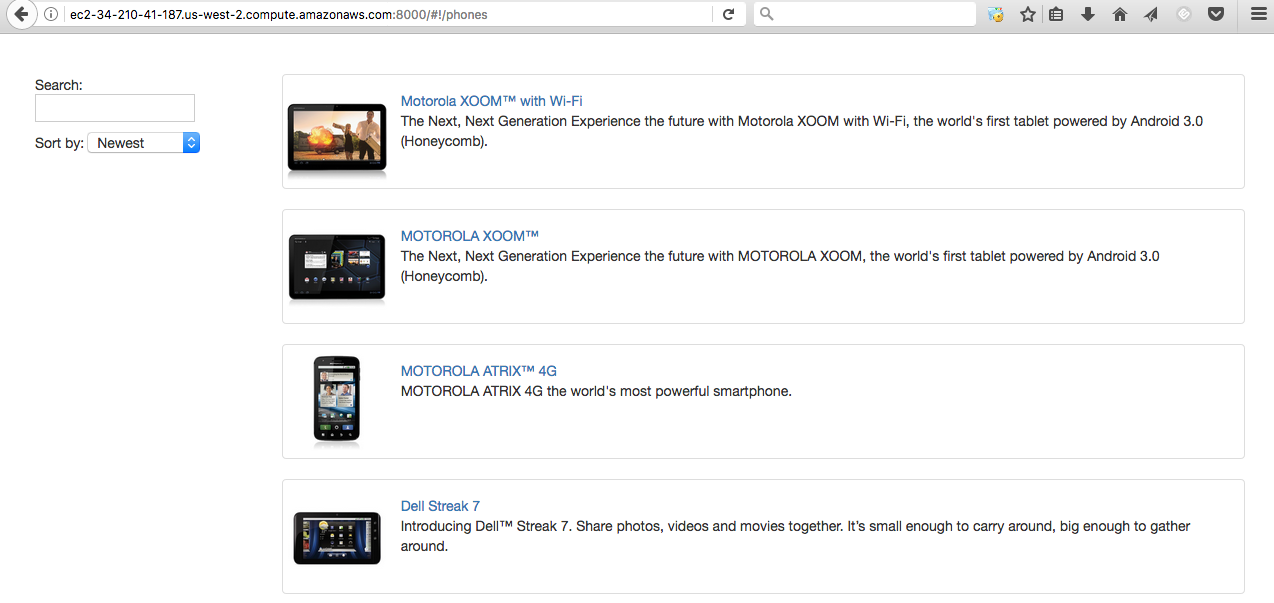 ec2-34-210-41-187.us-west-2.compute.amazonaws.com:8000/#!/phones
Search:
Sort by: Newest
Motorola XOOM™ with Wi-Fi
The Next, Next Generation Experience the future with Motorola XOOM with Wi-Fi, the world's first tablet powered by Android 3.0
(Honeycomb).
MOTOROLA XOOM™
The Next, Next Generation Experience the future with MOTOROLA XOOM, the world's first tablet powered by Android 3.0
(Honeycomb).
MOTOROLA ATRIX™ 4G
MOTOROLA ATRIX 4G the world's most powerful smartphone.
Dell Streak 7
Introducing Dell™ Streak 7. Share photos, videos and movies together. It’s small enough to carry around, big enough to gather
around.